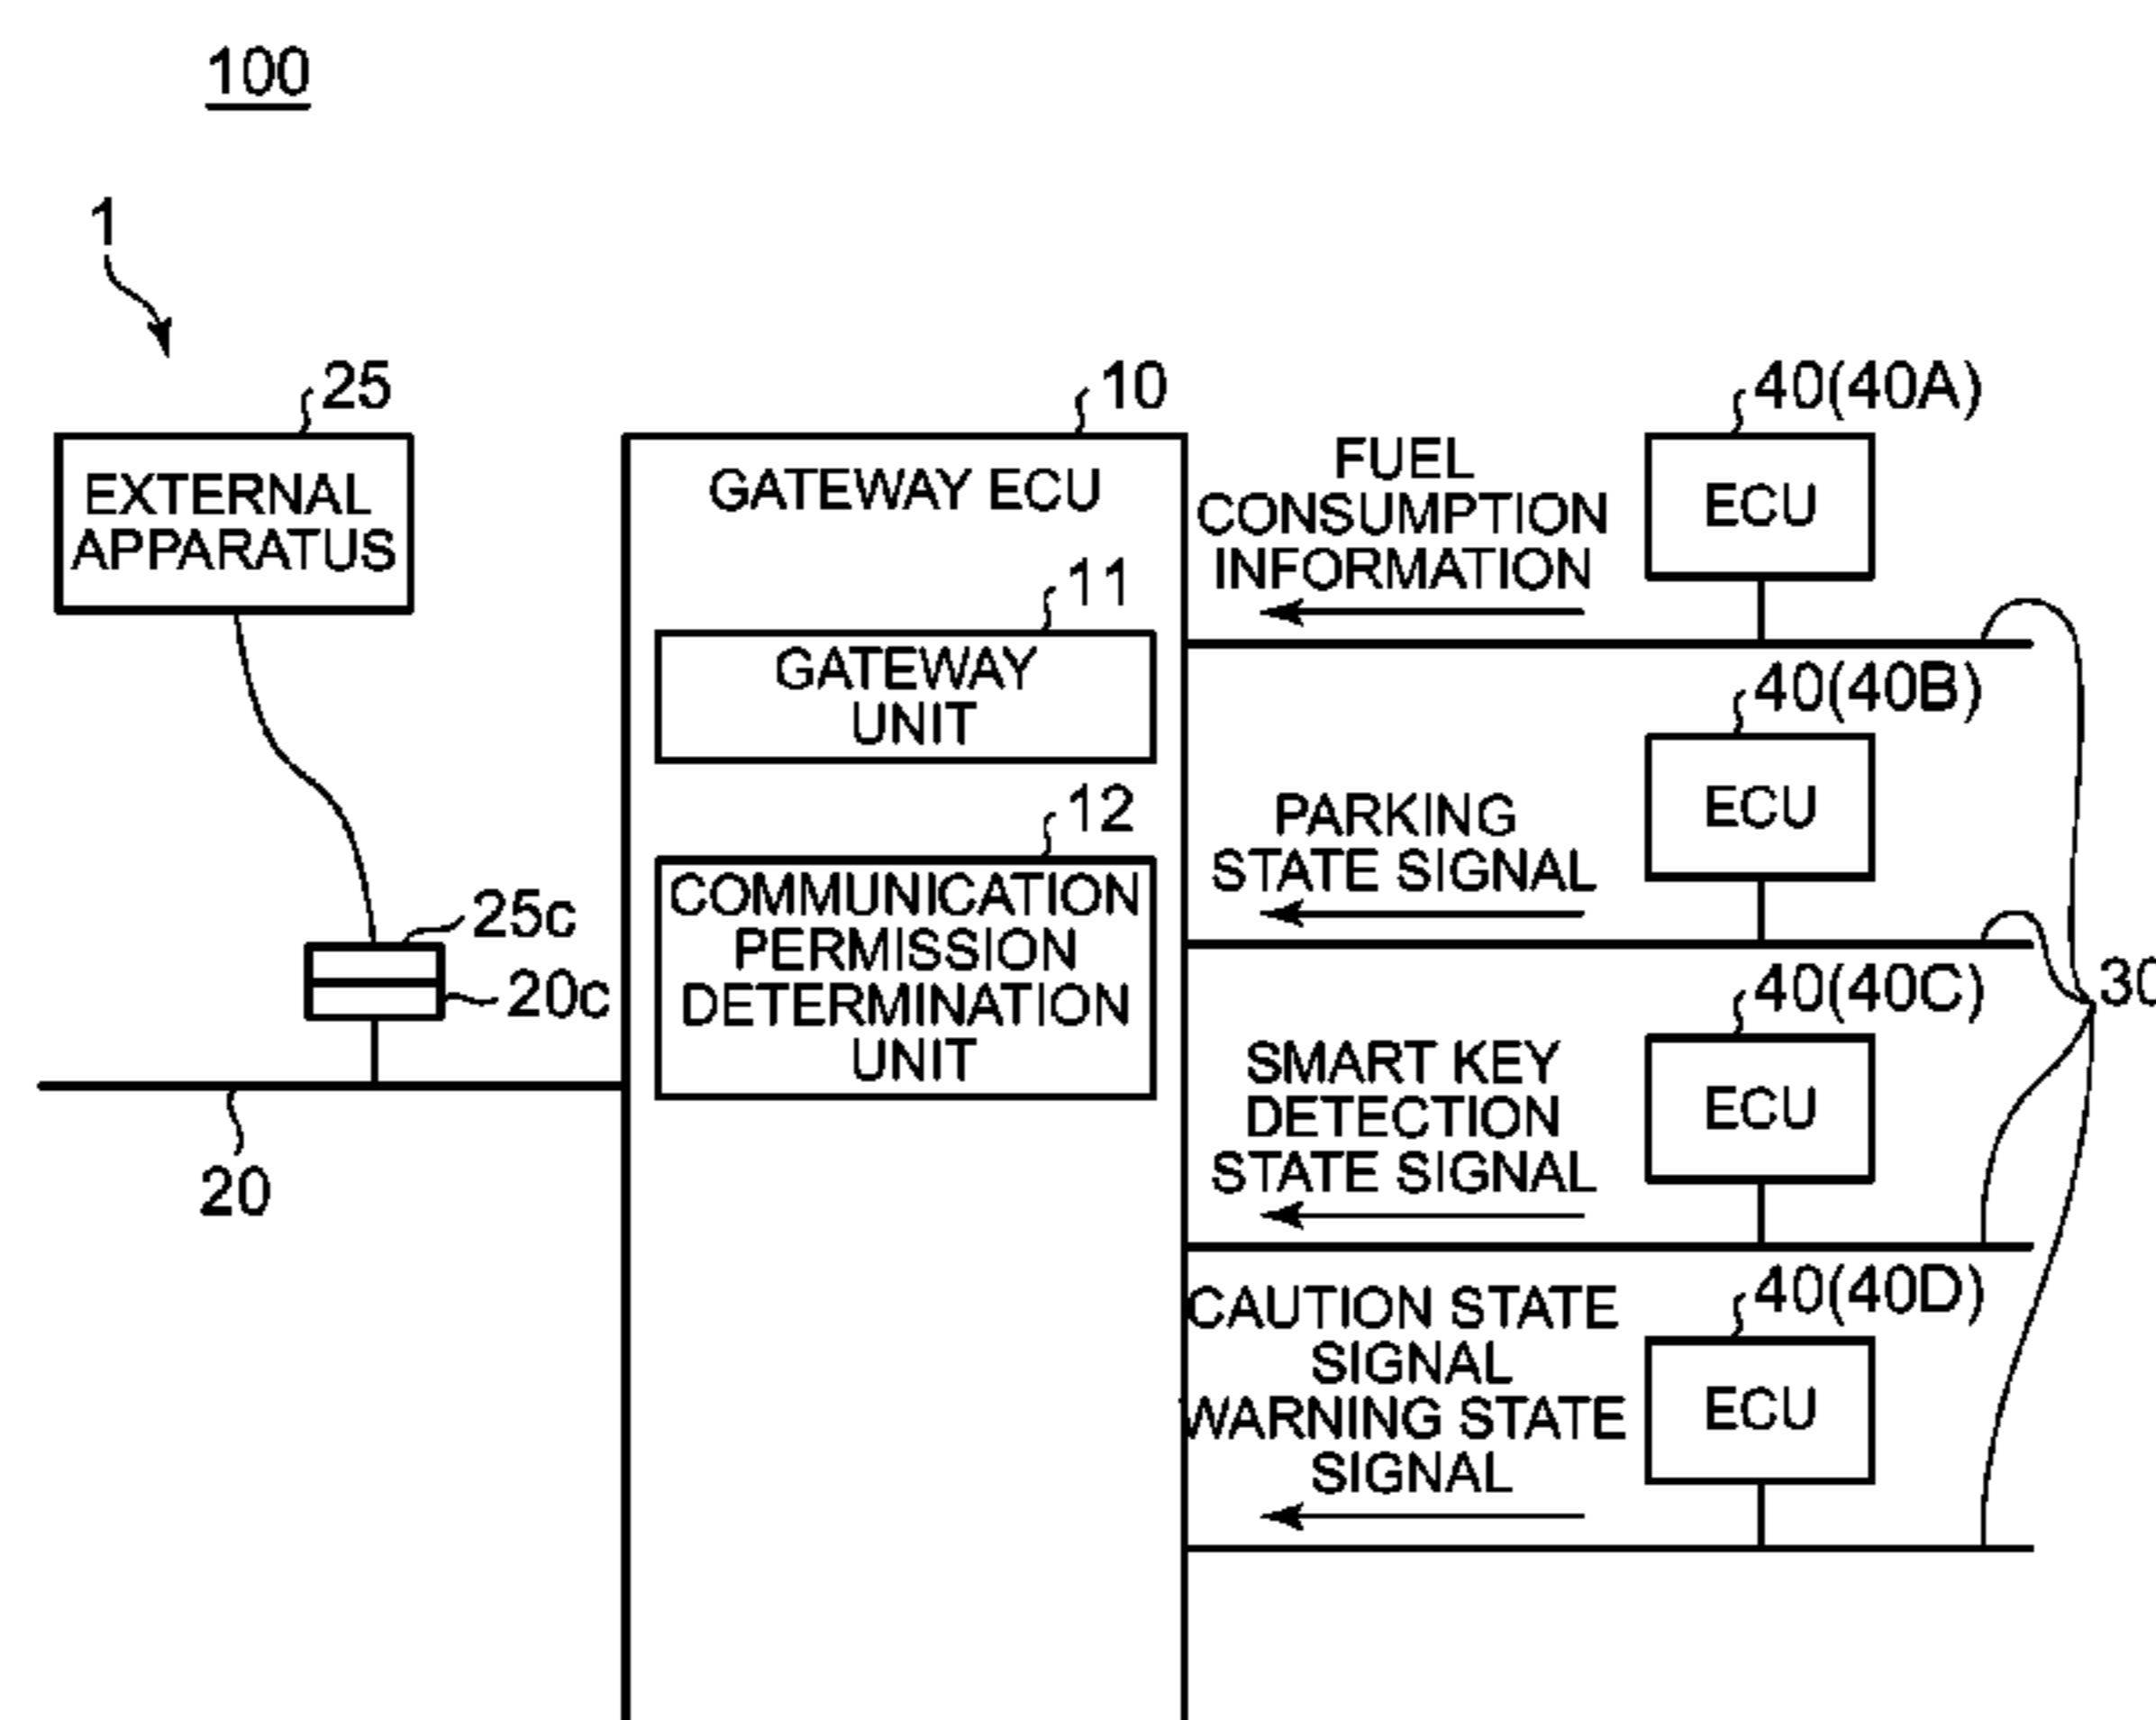 100
1
25
EXTERNAL
APPARATUS
25c
20c
20
10
GATEWAY ECU
11
GATEWAY
UNIT
12
COMMUNICATION
PERMISSION
DETERMINATION
UNIT
FUEL
CONSUMPTION
INFORMATION
40(40A)
ECU
PARKING
STATE SIGNAL
40(40B)
ECU
SMART KEY
DETECTION
STATE SIGNAL
40(40C)
ECU
CAUTION STATE
SIGNAL
WARNING STATE
SIGNAL
40(40D)
ECU
30